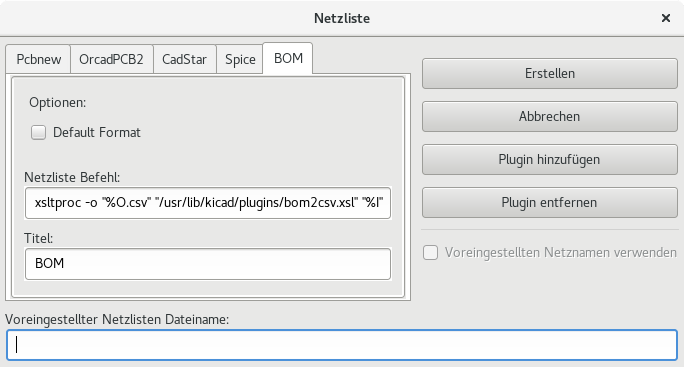 Netzliste
Pcbnew OrcadPCB2 CadStar Spice BOM
Optionen:
Default Format
Netzliste Befehl:
xsltproc -o "%O.csv" "/usr/lib/kicad/plugins/bom2csv.xsl" "%I"
Titel:
BOM
Erstellen
Abbrechen
Plugin hinzufügen
Plugin entfernen
Voreingestellten Netznamen verwenden
Voreingestellter Netzlisten Dateiname: